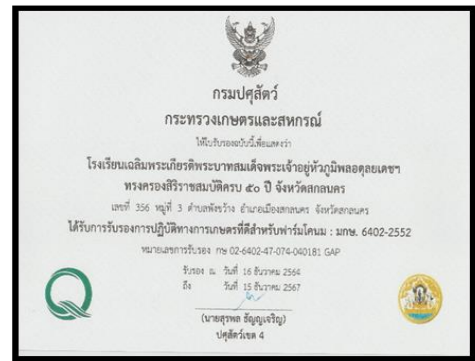 กรมปศุสัตว์
กระทรวงเกษตรและสหกรณ์
ให้ใบรับรองฉบับนี้เพื่อแสดงว่า
โรงเรียนเฉลิมพระเกียรติพระบาทสมเด็จพระเจ้าอยู่หัวภูมิพลอดุลยเดชฯ
ทรงครองสิริราชสมบัติครบ ๕๐ ปี จังหวัดสกลนคร
เลขที่ 356 หมู่ที่ 3 ตำบลพังขว้าง อำเภอเมืองสกลนคร จังหวัดสกลนคร
ได้รับการรับรองการปฏิบัติทางการเกษตรที่ดีสำหรับฟาร์มโคนม : มกษ. 6402-2552
หมายเลขการรับรอง กษ 02-6402-47-074-040181 GAP
รับรอง ณ วันที่ 16 ธันวาคม 2564
ถึง วันที่ 15 ธันวาคม 2567
(นายสุรพล ธัญญเจริญ)
ปศุสัตว์เขต 4
Q